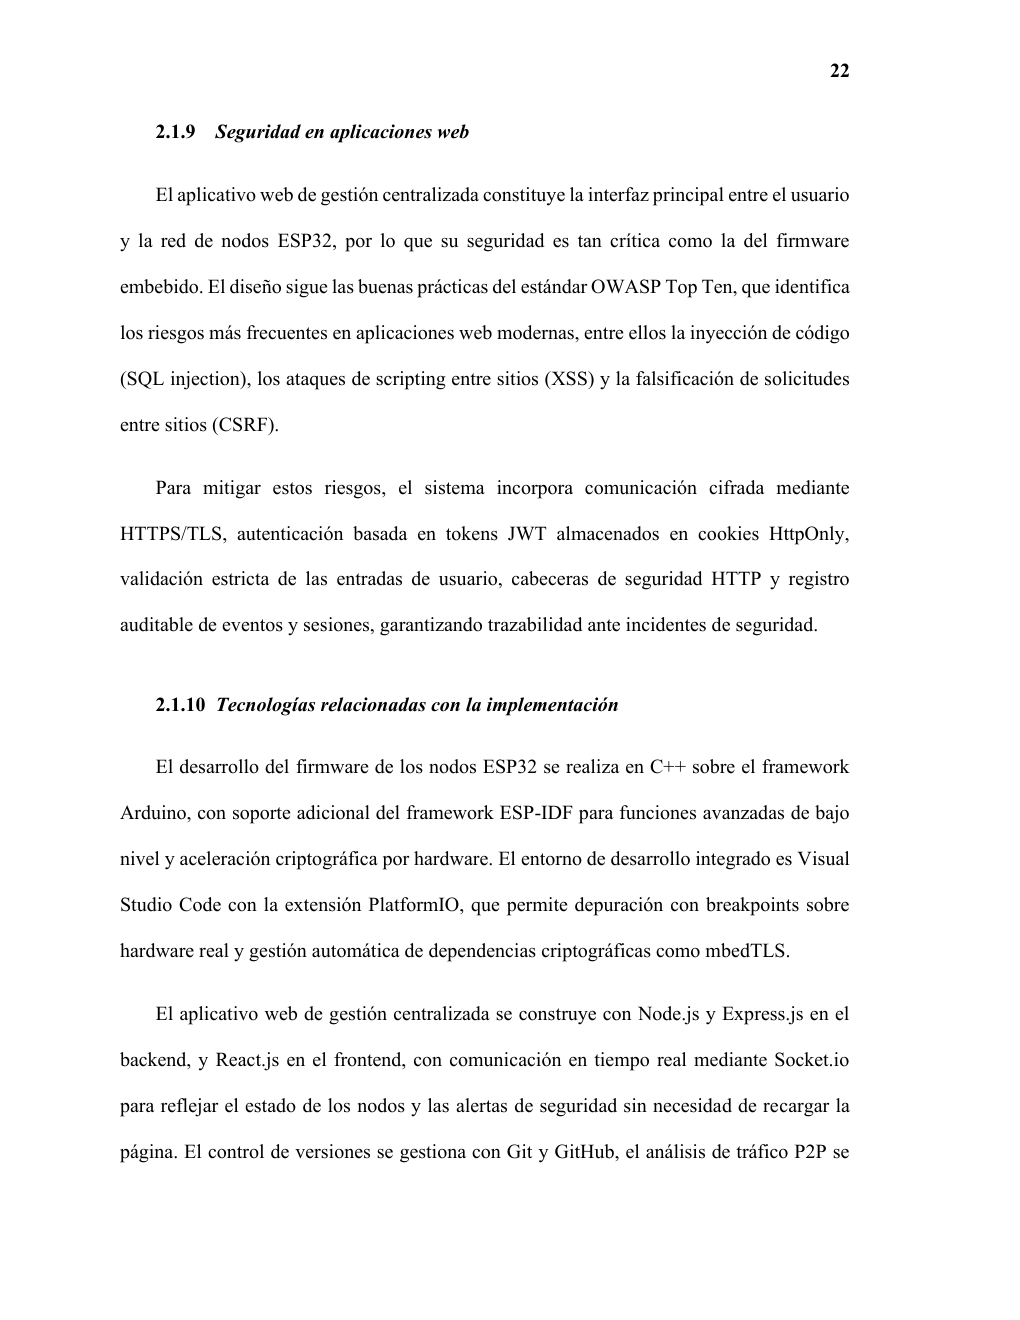 22
2.1.9 Seguridad en aplicaciones web
El aplicativo web de gestión centralizada constituye la interfaz principal entre el usuario
y la red de nodos ESP32, por lo que su seguridad es tan crítica como la del firmware
embebido. El diseño sigue las buenas prácticas del estándar OWASP Top Ten, que identifica
los riesgos más frecuentes en aplicaciones web modernas, entre ellos la inyección de código
(SQL injection), los ataques de scripting entre sitios (XSS) y la falsificación de solicitudes
entre sitios (CSRF).
Para mitigar estos riesgos, el sistema incorpora comunicación cifrada mediante
HTTPS/TLS, autenticación basada en tokens JWT almacenados en cookies HttpOnly,
validación estricta de las entradas de usuario, cabeceras de seguridad HTTP y registro
auditable de eventos y sesiones, garantizando trazabilidad ante incidentes de seguridad.
2.1.10 Tecnologías relacionadas con la implementación
El desarrollo del firmware de los nodos ESP32 se realiza en C++ sobre el framework
Arduino, con soporte adicional del framework ESP-IDF para funciones avanzadas de bajo
nivel y aceleración criptográfica por hardware. El entorno de desarrollo integrado es Visual
Studio Code con la extensión PlatformIO, que permite depuración con breakpoints sobre
hardware real y gestión automática de dependencias criptográficas como mbedTLS.
El aplicativo web de gestión centralizada se construye con Node.js y Express.js en el
backend, y React.js en el frontend, con comunicación en tiempo real mediante Socket.io
para reflejar el estado de los nodos y las alertas de seguridad sin necesidad de recargar la
página. El control de versiones se gestiona con Git y GitHub, el análisis de tráfico P2P se